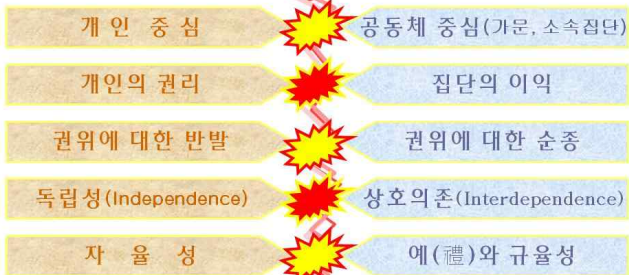 개인 중심 공동체 중심(가문, 소속집단)
개인의 권리 집단의 이익
권위에 대한 반발 권위에 대한 순종
독립성(Independence) 상호의존(Interdependence)
자율성 예(禮)와 규율성